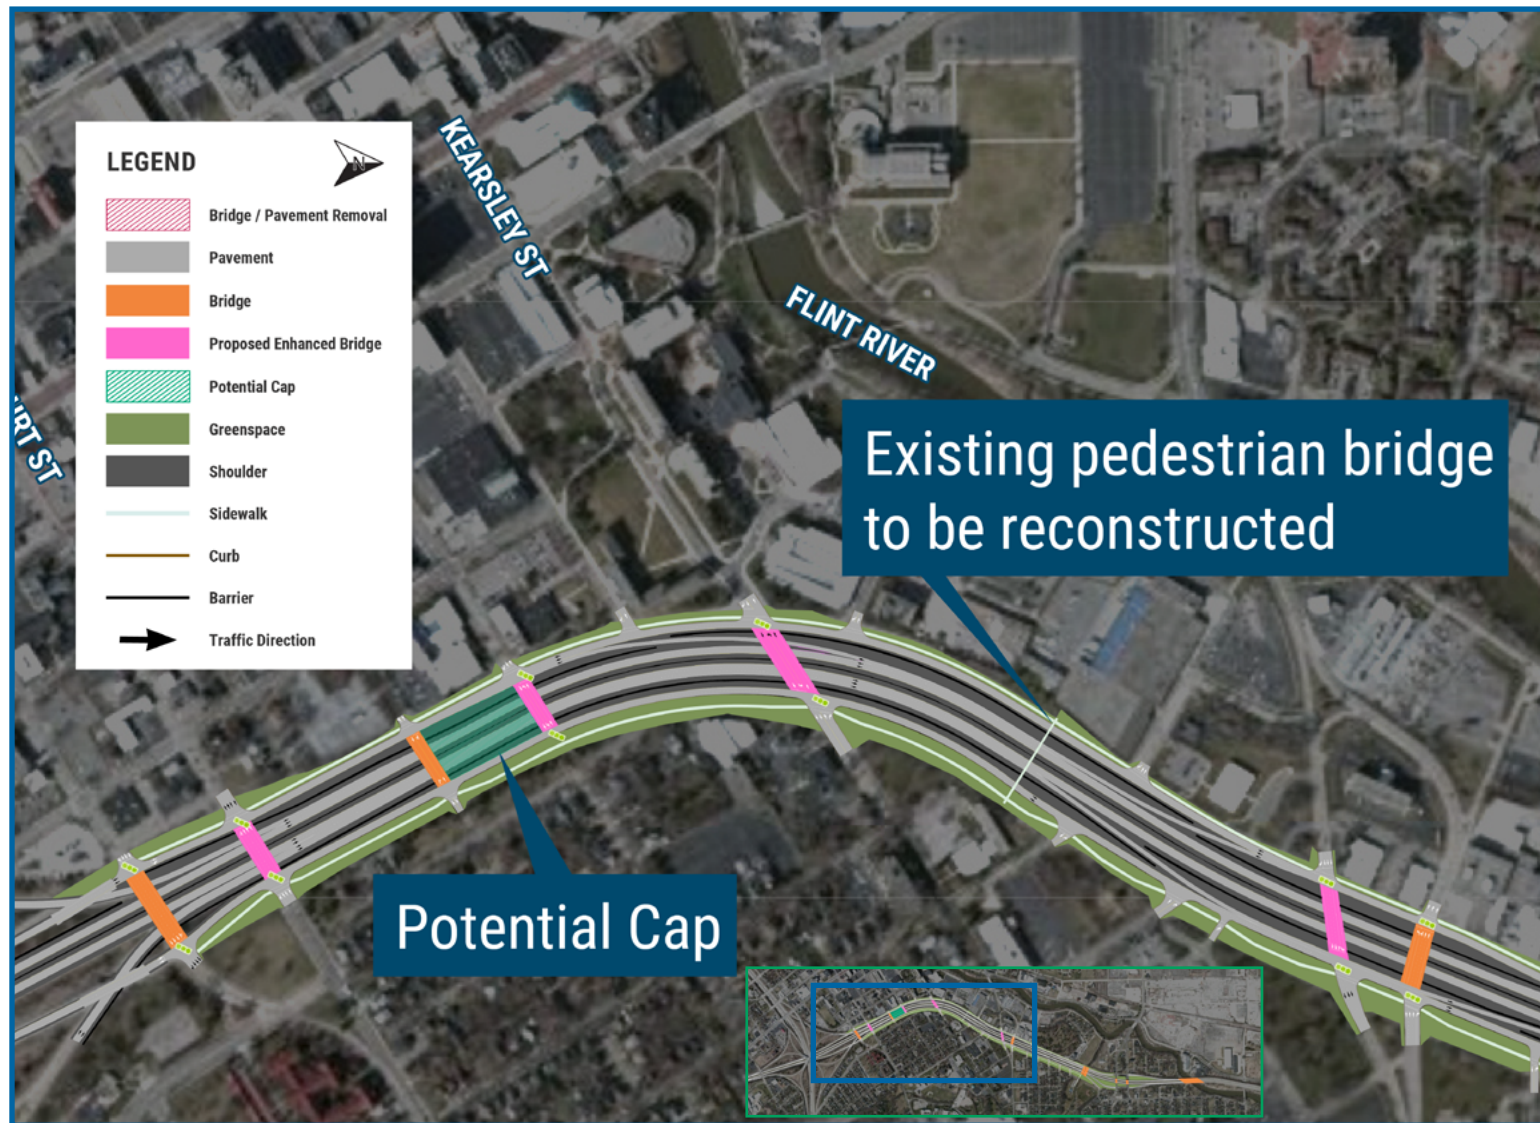 LEGEND
N
Bridge / Pavement Removal
Pavement
Bridge
Proposed Enhanced Bridge
Potential Cap
Greenspace
Shoulder
Sidewalk
Curb
Barrier
Traffic Direction
KEARSLEY ST
FLINT RIVER
URT ST
Existing pedestrian bridge
to be reconstructed
Potential Cap